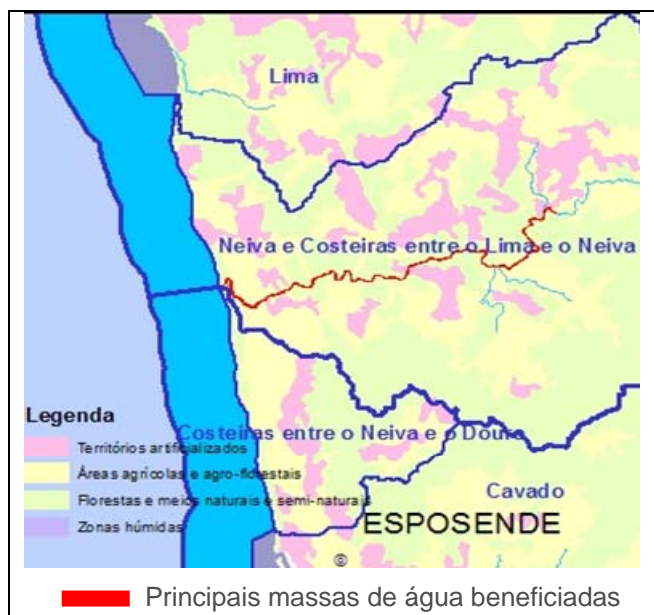 Lima
Neiva e Costeiras entre o Lima e o Neiva
Legenda
Territórios artificializados
Costeiras entre o Neiva e o Douro
Áreas agrícolas e agro-florestais
Florestas e meios naturais e semi-naturais
Cavado
Zonas húmidas
ESPOSENDE
©
Principais massas de água beneficiadas